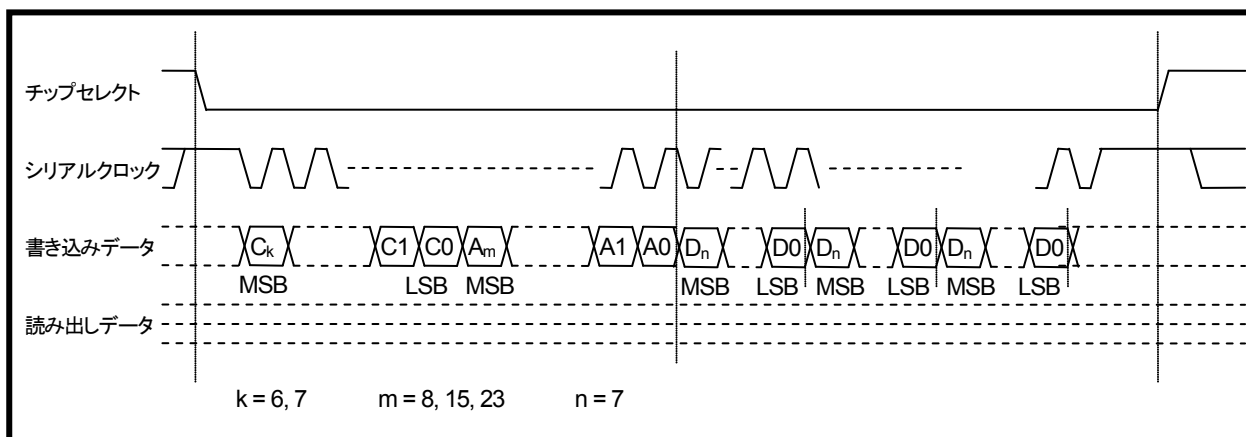 チップセレクト
シリアルクロック
書き込みデータ Ck C1 C0 Am A1 A0 Dn D0 Dn D0 Dn D0
MSB LSB MSB MSB LSB MSB LSB MSB LSB
読み出しデータ
k = 6, 7 m = 8, 15, 23 n = 7